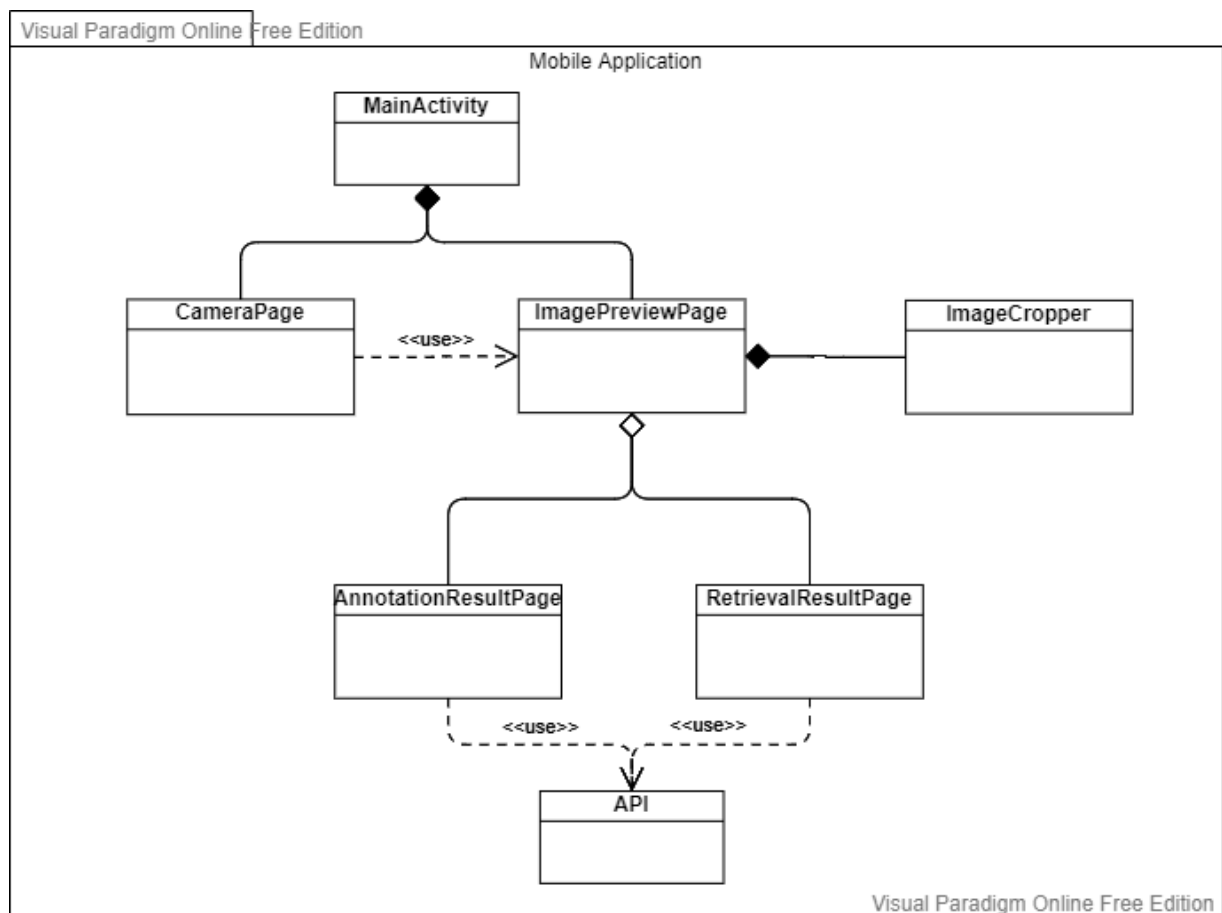 Visual Paradigm Online Free Edition
Mobile Application
MainActivity
CameraPage
<<use>>
ImagePreviewPage
ImageCropper
AnnotationResultPage
RetrievalResultPage
<<use>>
<<use>>
API
Visual Paradigm Online Free Edition